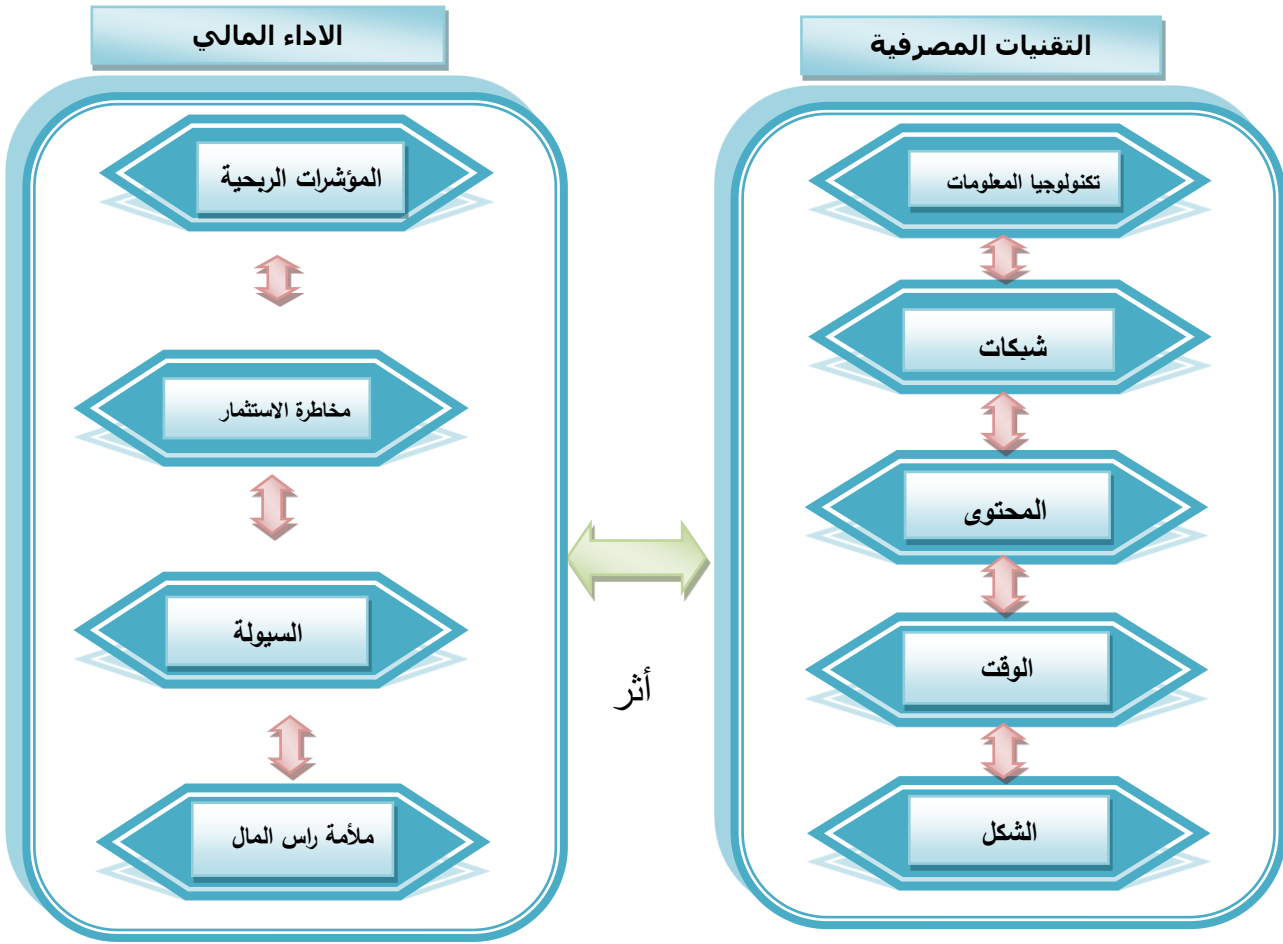 التقنيات المصرفية
تكنولوجيا المعلومات
شبكات
المحتوى
الوقت
الشكل
أثر
الاداء المالي
المؤشرات الربحية
مخاطرة الاستثمار
السيولة
ملأمة راس المال